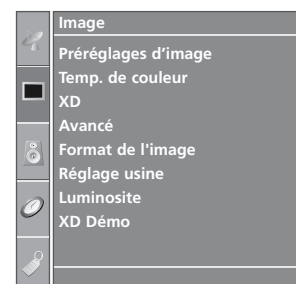 Image
Préréglages d’image
Temp. de couleur
XD
Avancé
Format de l'image
Réglage usine
Luminosite
XD Démo